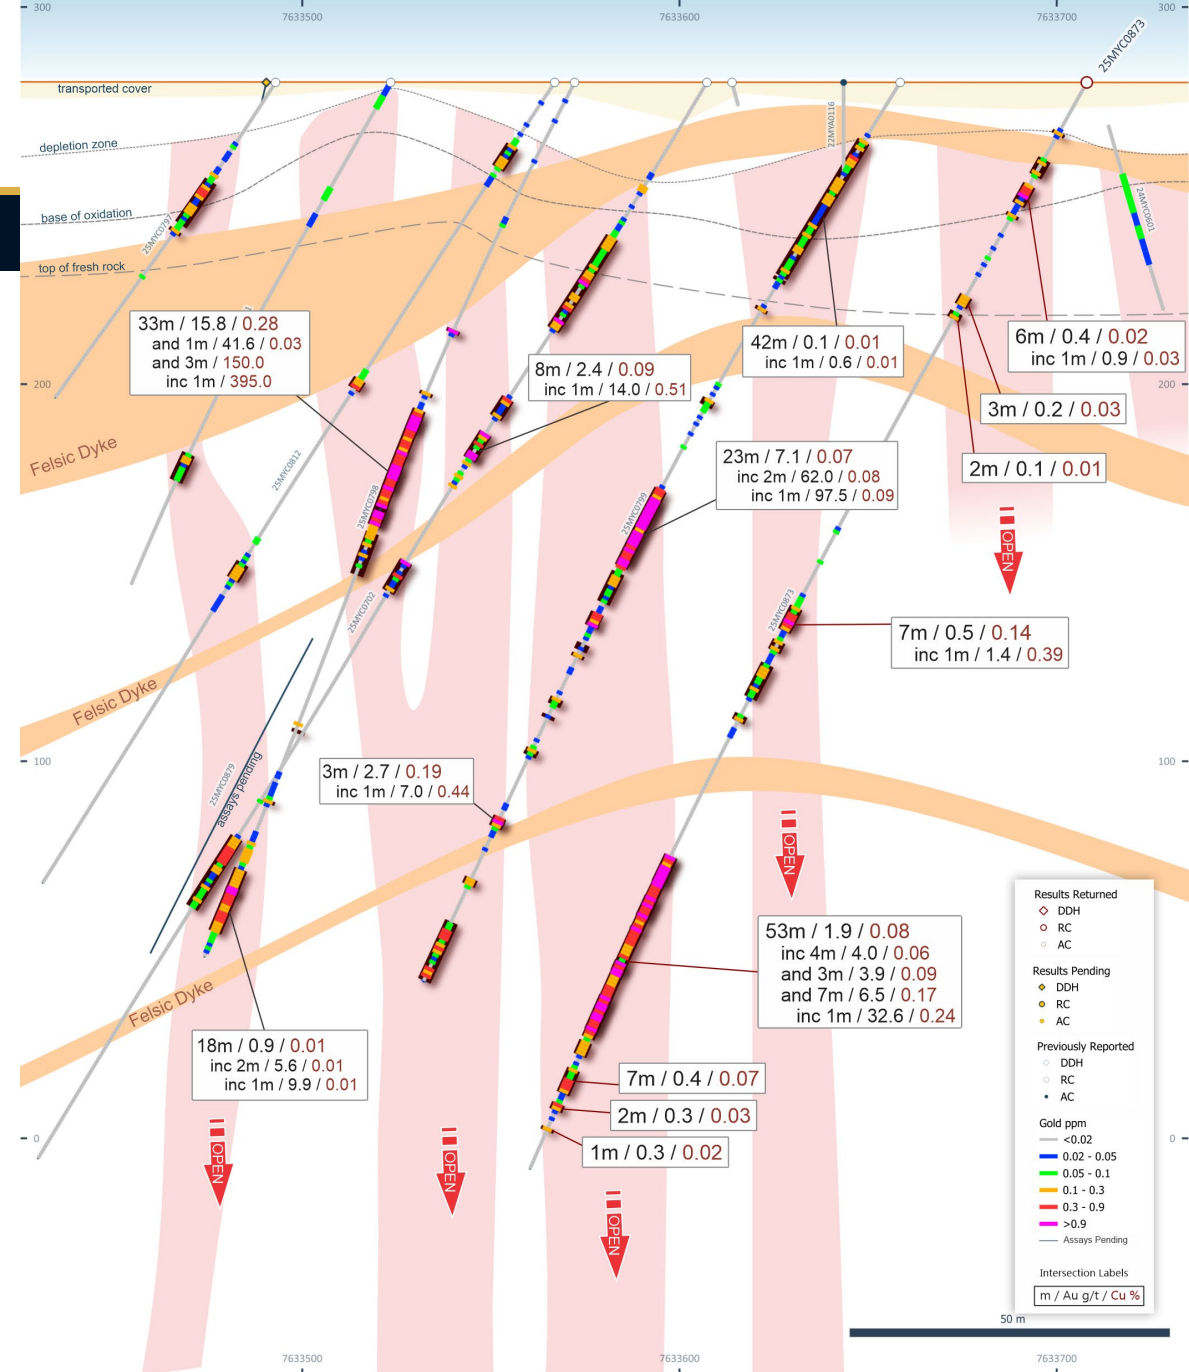 300
7633500
7633600
7633700
300
25MYC0873
transported cover
22MYA0116
depletion zone
24MYC0601
base of oxidation
25MYC079
top of fresh rock
1
33m / 15.8 / 0.28
and 1m / 41.6 / 0.03
and 3m / 150.0
inc 1m / 395.0
6m / 0.4 / 0.02
inc 1m / 0.9 / 0.03
42m / 0.1 / 0.01
inc 1m / 0.6 / 0.01
8m / 2.4 / 0.09
inc 1m / 14.0 / 0.51
200
200
3m / 0.2 / 0.03
Felsic Dyke
25MYC0812
23m / 7.1 / 0.07
inc 2m / 62.0 / 0.08
inc 1m / 97.5 / 0.09
2m / 0.1 / 0.01
25MYC0798
25MYC0799
OPEN
25MYC0702
25MYC0873
7m / 0.5 / 0.14
inc 1m / 1.4 / 0.39
Felsic Dyke
100
100
25MYC0879
assays pending
3m / 2.7 / 0.19
inc 1m / 7.0 / 0.44
OPEN
Felsic Dyke
53m / 1.9 / 0.08
inc 4m / 4.0 / 0.06
and 3m / 3.9 / 0.09
and 7m / 6.5 / 0.17
inc 1m / 32.6 / 0.24
18m / 0.9 / 0.01
inc 2m / 5.6 / 0.01
inc 1m / 9.9 / 0.01
7m / 0.4 / 0.07
2m / 0.3 / 0.03
1m / 0.3 / 0.02
0
0
OPEN
OPEN
OPEN
Results Returned
DDH
RC
AC
Results Pending
DDH
RC
AC
Previously Reported
DDH
RC
AC
Gold ppm
<0.02
0.02 - 0.05
0.05 - 0.1
0.1 - 0.3
0.3 - 0.9
>0.9
Assays Pending
Intersection Labels
m / Au g/t / Cu %
50 m
7633500
7633600
7633700